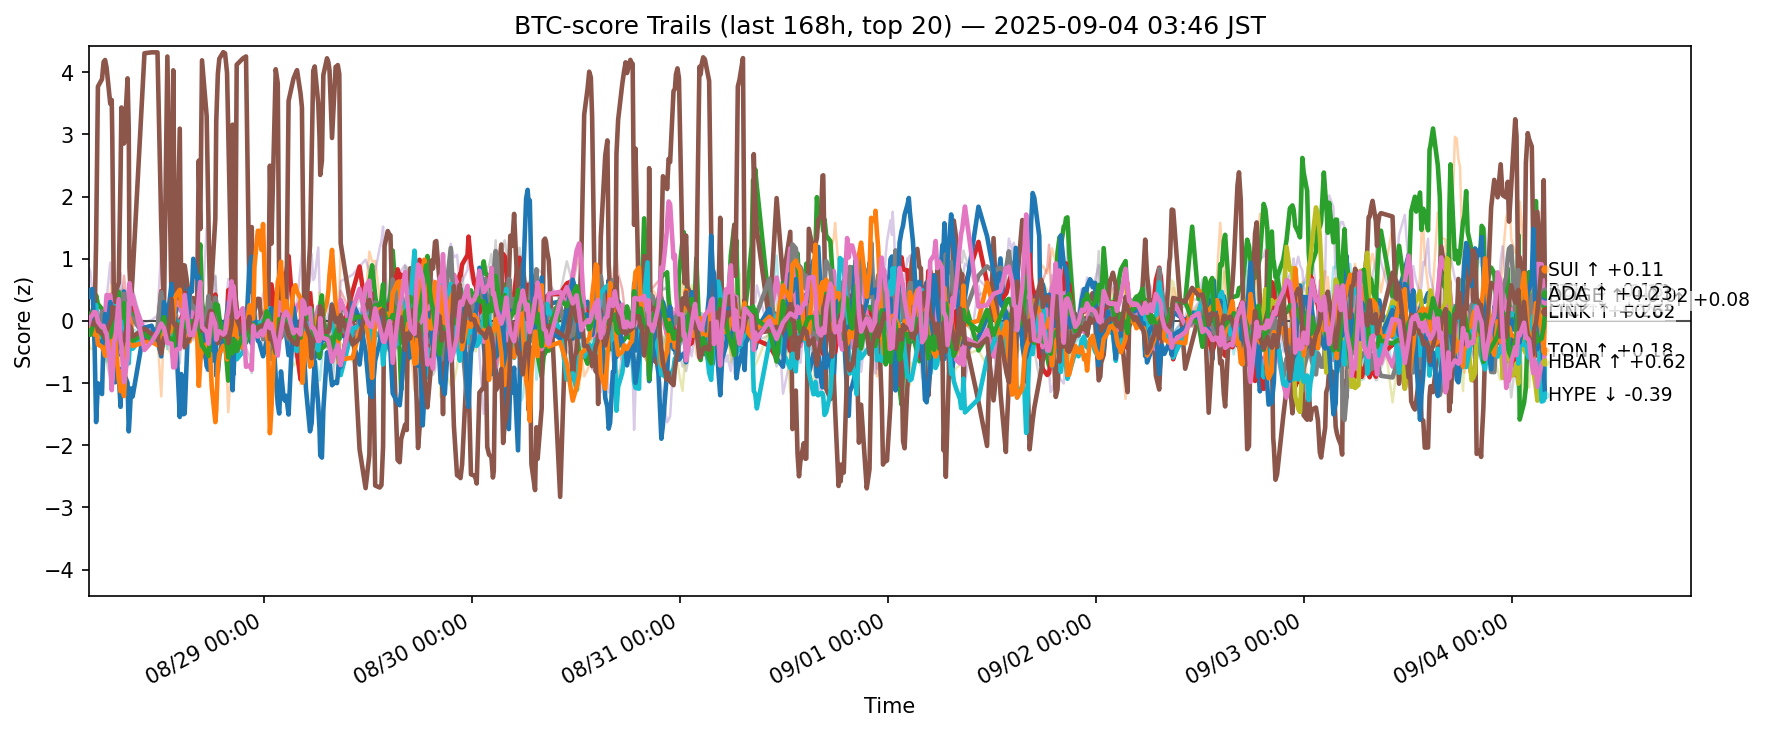 BTC-score Trails (last 168h, top 20) — 2025-09-04 03:46 JST
Score (z)
4
3
2
1
0
−1
−2
−3
−4
SUI ↑ +0.11
ADA ↑ +0.23
+0.08
LINK ↑ +0.02
TON ↑ +0.18
HBAR ↑ +0.62
HYPE ↓ -0.39
08/29 00:00
08/30 00:00
08/31 00:00
09/01 00:00
09/02 00:00
09/03 00:00
09/04 00:00
Time